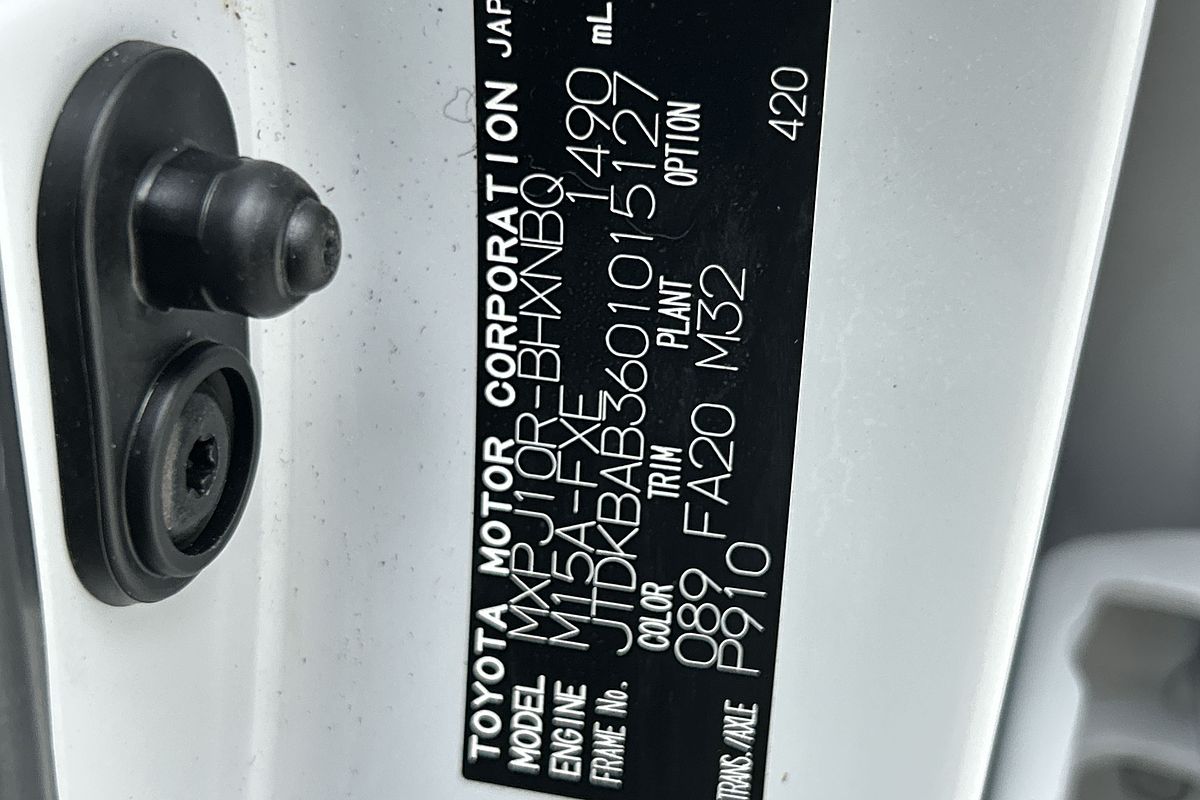 TOYOTA MOTOR CORPORATION JAP
MODEL MXPJ10R-BHXNBQ
ENGINE M15A-FXE 1490 mL
FRAME No. JTDKBAB3601015127
COLOR TRIM PLANT OPTION
089 FA20 M32
TRANS./AXLE P910
420